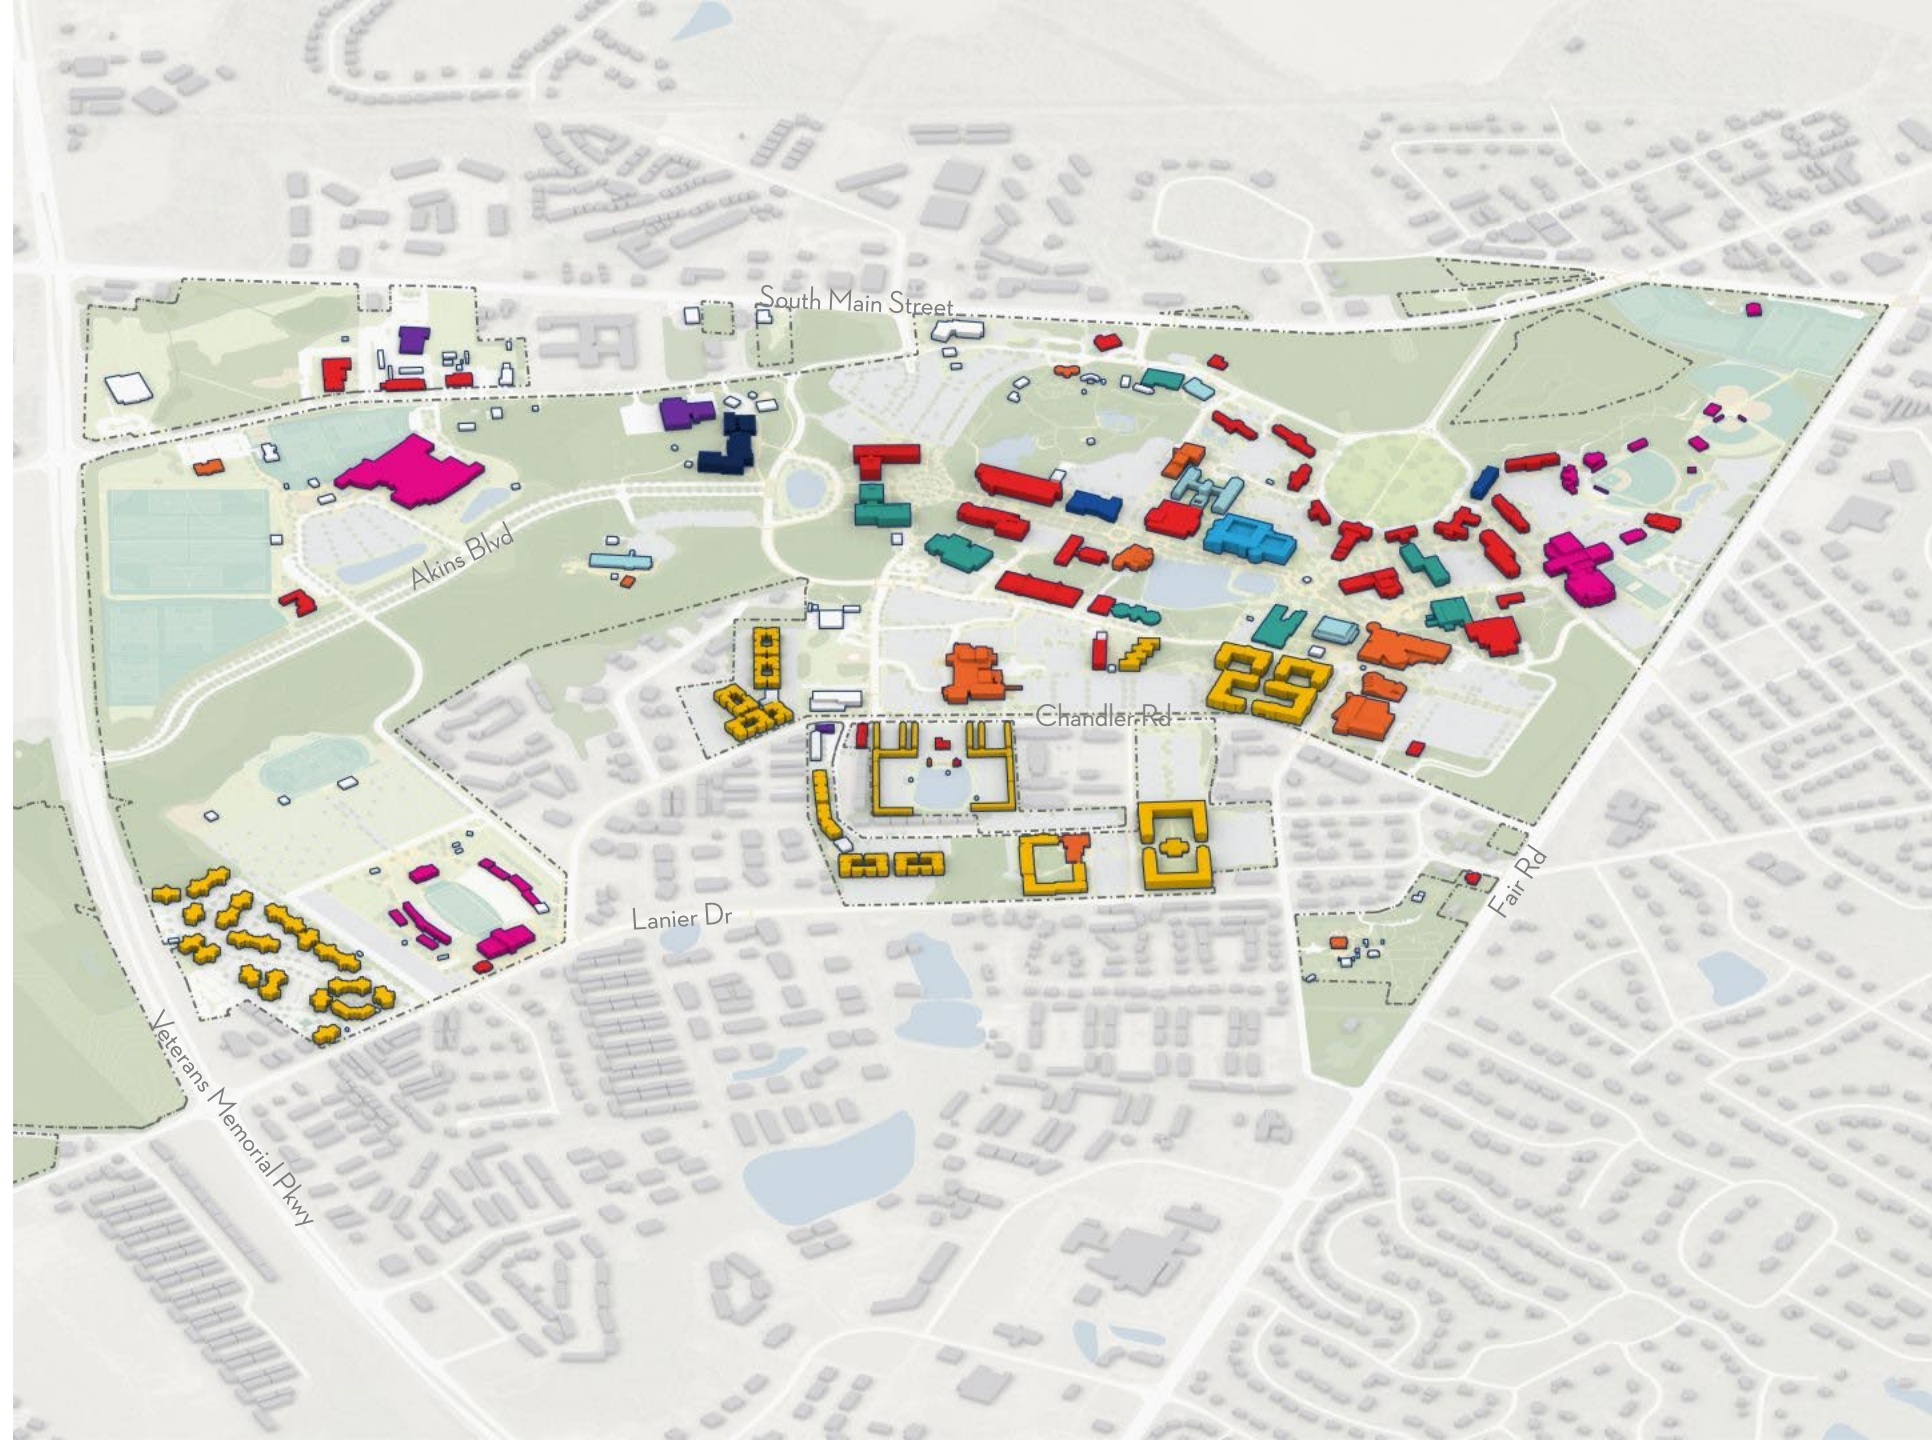 South Main Street
Akins Blvd
Chandler Rd
Lanier Dr
Fair Rd
Veterans Memorial Pkwy